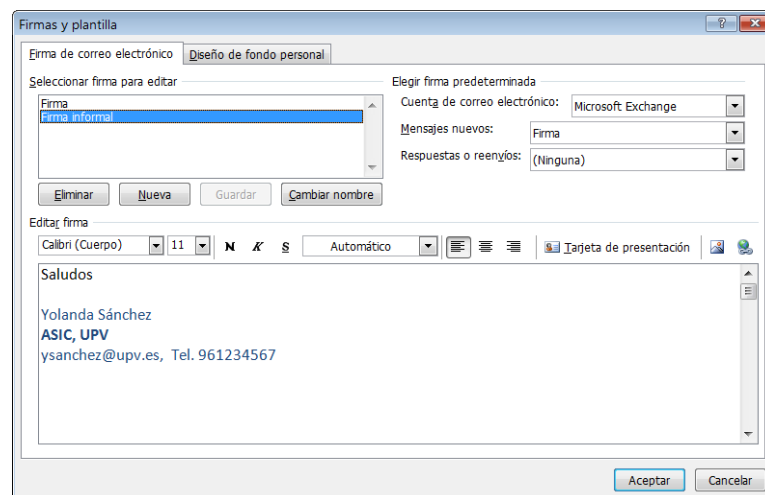 Firmas y plantilla
Firma de correo electrónico
Diseño de fondo personal
Seleccionar firma para editar
Firma
Firma informal
Eliminar
Nueva
Guardar
Cambiar nombre
Elegir firma predeterminada
Cuenta de correo electrónico:
Microsoft Exchange
Mensajes nuevos:
Firma
Respuestas o reenvíos:
(Ninguna)
Editar firma
Calibri (Cuerpo)
11
N
K
S
Automático
Tarjeta de presentación
Saludos
Yolanda Sánchez
ASIC, UPV
ysanchez@upv.es, Tel. 961234567
Aceptar
Cancelar